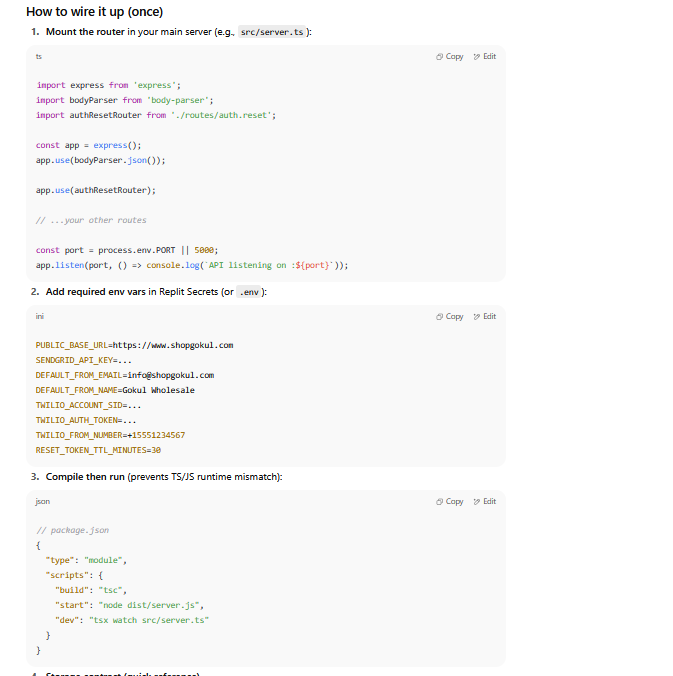 How to wire it up (once)
1. Mount the router in your main server (e.g., src/server.ts ):
ts
Copy
Edit
import express from 'express';
import bodyParser from 'body-parser';
import authResetRouter from './routes/auth.reset';
const app = express();
app.use(bodyParser.json());
app.use(authResetRouter);
// ...your other routes
const port = process.env.PORT || 5000;
app.listen(port, () => console.log(`API listening on :${port}`));
2. Add required env vars in Replit Secrets (or .env ):
ini
Copy
Edit
PUBLIC_BASE_URL=https://www.shopgokul.com
SENDGRID_API_KEY=...
DEFAULT_FROM_EMAIL=info@shopgokul.com
DEFAULT_FROM_NAME=Gokul Wholesale
TWILIO_ACCOUNT_SID=...
TWILIO_AUTH_TOKEN=...
TWILIO_FROM_NUMBER=+15551234567
RESET_TOKEN_TTL_MINUTES=30
3. Compile then run (prevents TS/JS runtime mismatch):
json
Copy
Edit
// package.json
{
"type": "module",
"scripts": {
"build": "tsc",
"start": "node dist/server.js",
"dev": "tsx watch src/server.ts"
}
}
4. Storage contract (quick reference)